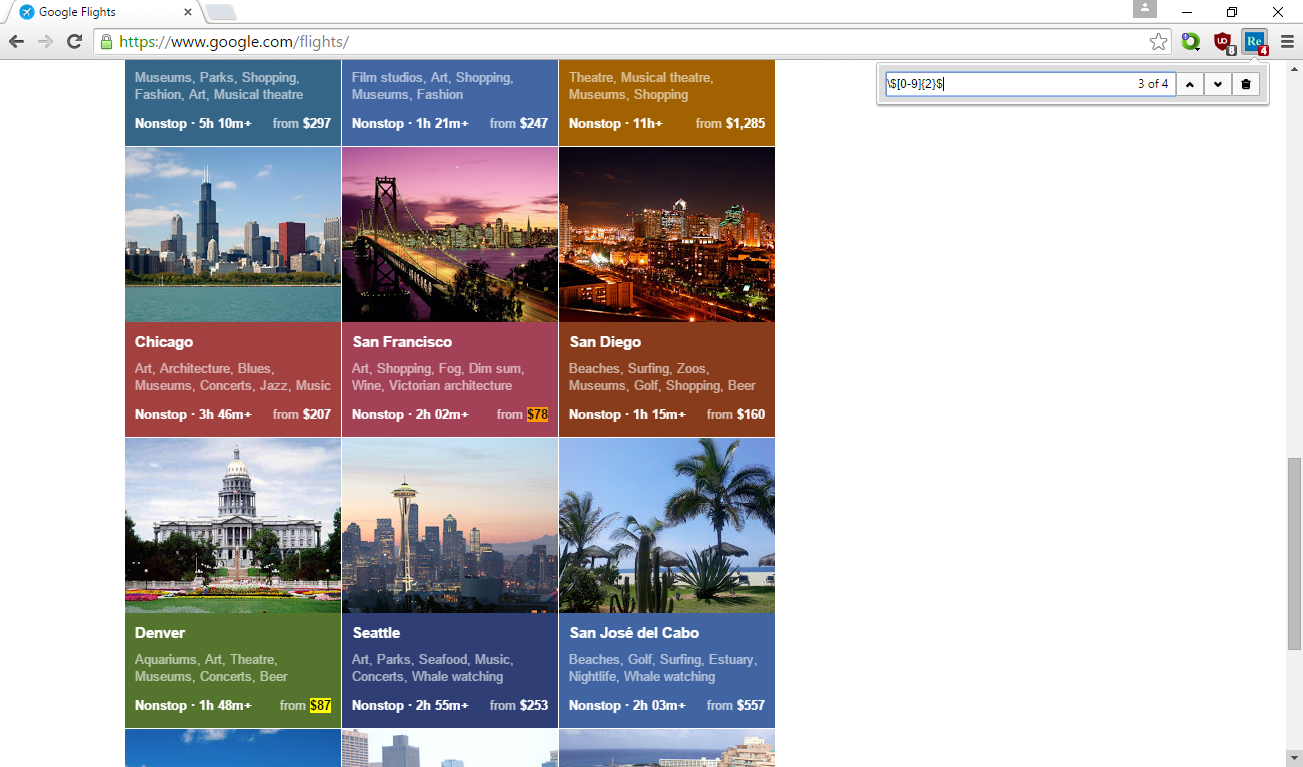 Google Flights
https://www.google.com/flights/
UO
8
Re
4
\$[0-9]{2}$
3 of 4
Museums, Parks, Shopping,
Fashion, Art, Musical theatre
Nonstop · 5h 10m+ from $297
Film studios, Art, Shopping,
Museums, Fashion
Nonstop · 1h 21m+ from $247
Theatre, Musical theatre,
Museums, Shopping
Nonstop · 11h+ from $1,285
Chicago
Art, Architecture, Blues,
Museums, Concerts, Jazz, Music
Nonstop · 3h 46m+ from $207
San Francisco
Art, Shopping, Fog, Dim sum,
Wine, Victorian architecture
Nonstop · 2h 02m+ from $78
San Diego
Beaches, Surfing, Zoos,
Museums, Golf, Shopping, Beer
Nonstop · 1h 15m+ from $160
Denver
Aquariums, Art, Theatre,
Museums, Concerts, Beer
Nonstop · 1h 48m+ from $87
Seattle
Art, Parks, Seafood, Music,
Concerts, Whale watching
Nonstop · 2h 55m+ from $253
San José del Cabo
Beaches, Golf, Surfing, Estuary,
Nightlife, Whale watching
Nonstop · 2h 03m+ from $557